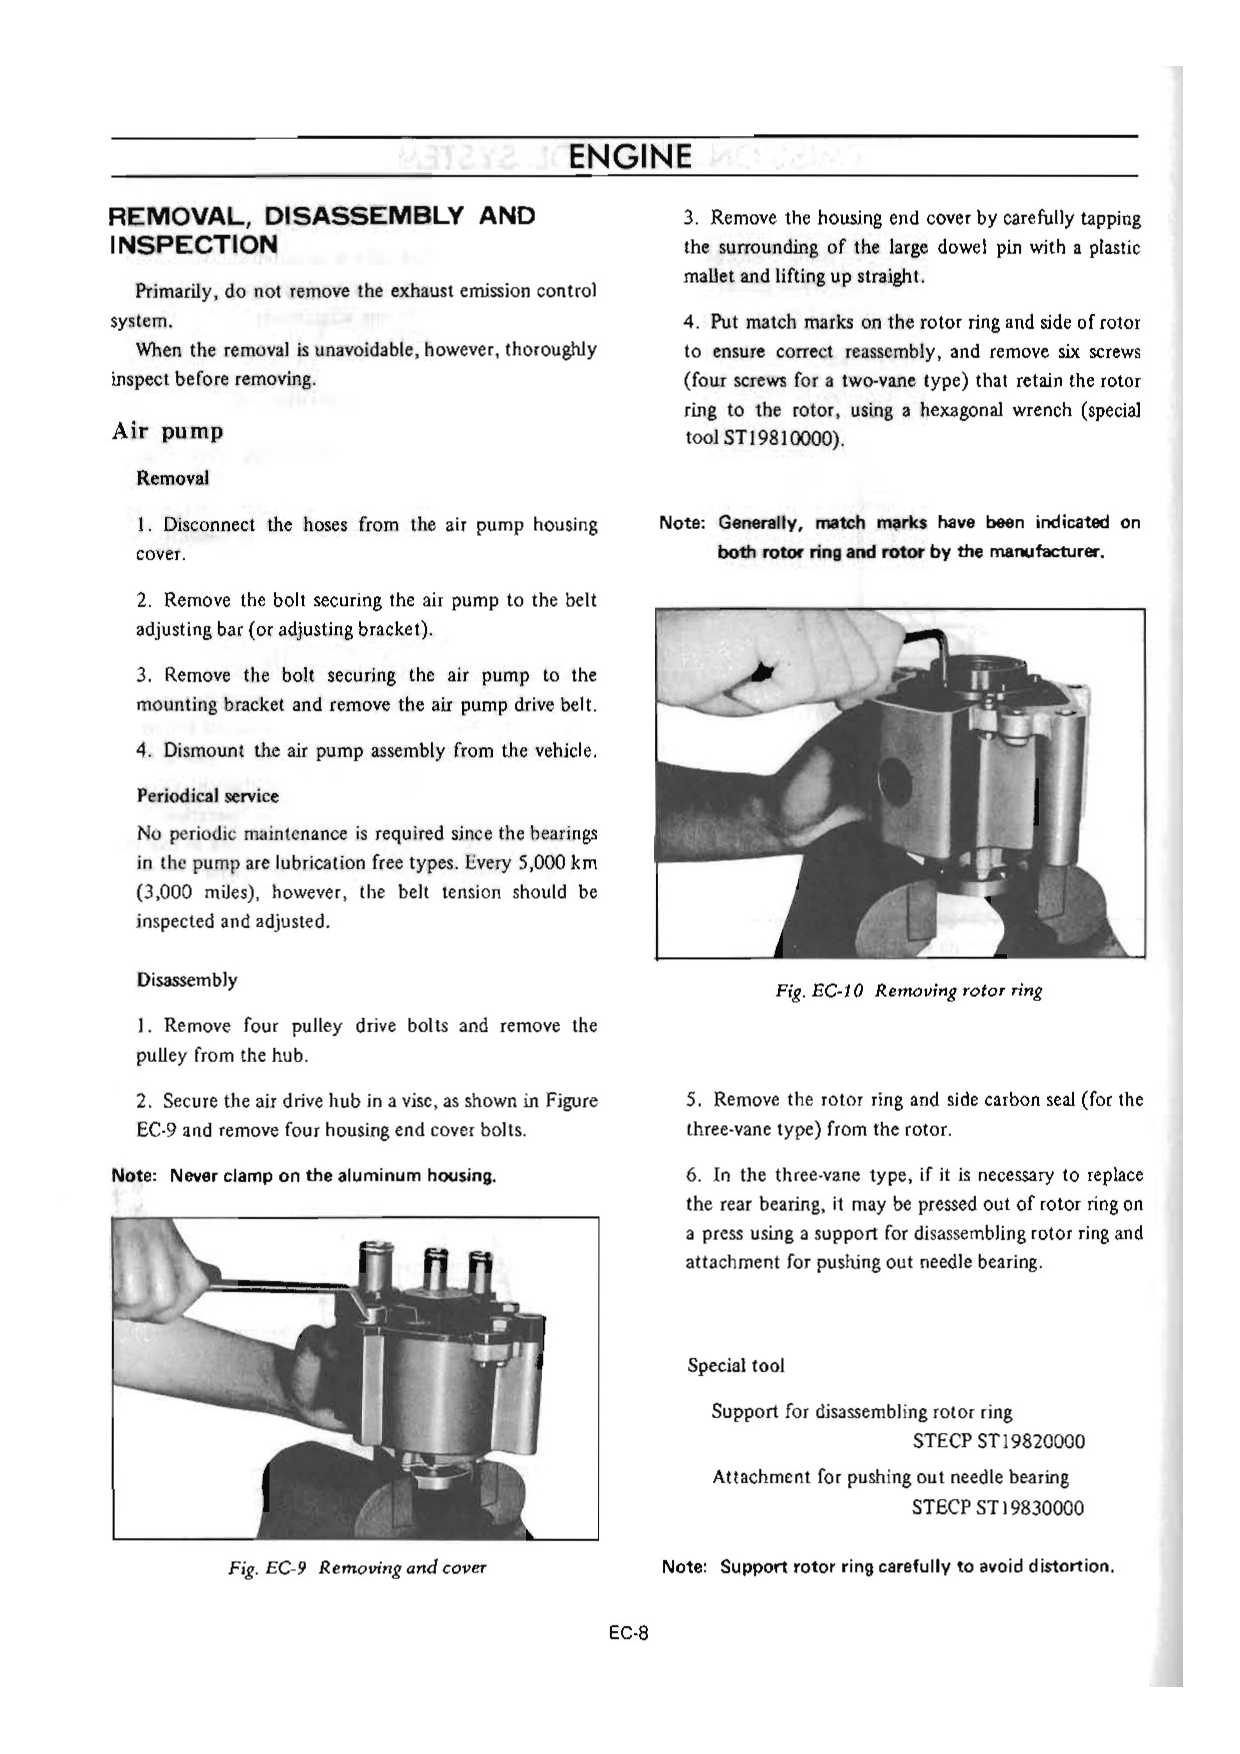 ENGINE
REMOVAL, DISASSEMBLY AND
INSPECTION
Primarily, do not remove the exhaust emission control
system.
When the removal is unavoidable, however, thoroughly
inspect before removing.
Air pump
Removal
1. Disconnect the hoses from the air pump housing
cover.
2. Remove the bolt securing the air pump to the belt
adjusting bar (or adjusting bracket).
3. Remove the bolt securing the air pump to the
mounting bracket and remove the air pump drive belt.
4. Dismount the air pump assembly from the vehicle.
Periodical service
No periodic maintenance is required since the bearings
in the pump are lubrication free types. Every 5,000 km
(3,000 miles), however, the belt tension should be
inspected and adjusted.
Disassembly
1. Remove four pulley drive bolts and remove the
pulley from the hub.
2. Secure the air drive hub in a vise, as shown in Figure
EC-9 and remove four housing end cover bolts.
Note: Never clamp on the aluminum housing.
Fig. EC-9 Removing and cover
3. Remove the housing end cover by carefully tapping
the surrounding of the large dowel pin with a plastic
mallet and lifting up straight.
4. Put match marks on the rotor ring and side of rotor
to ensure correct reassembly, and remove six screws
(four screws for a two-vane type) that retain the rotor
ring to the rotor, using a hexagonal wrench (special
tool ST19810000).
Note: Generally, match marks have been indicated on
both rotor ring and rotor by the manufacturer.
Fig. EC-10 Removing rotor ring
5. Remove the rotor ring and side carbon seal (for the
three-vane type) from the rotor.
6. In the three-vane type, if it is necessary to replace
the rear bearing, it may be pressed out of rotor ring on
a press using a support for disassembling rotor ring and
attachment for pushing out needle bearing.
Special tool
Support for disassembling rotor ring
STECP ST19820000
Attachment for pushing out needle bearing
STECP ST19830000
Note: Support rotor ring carefully to avoid distortion.
EC-8